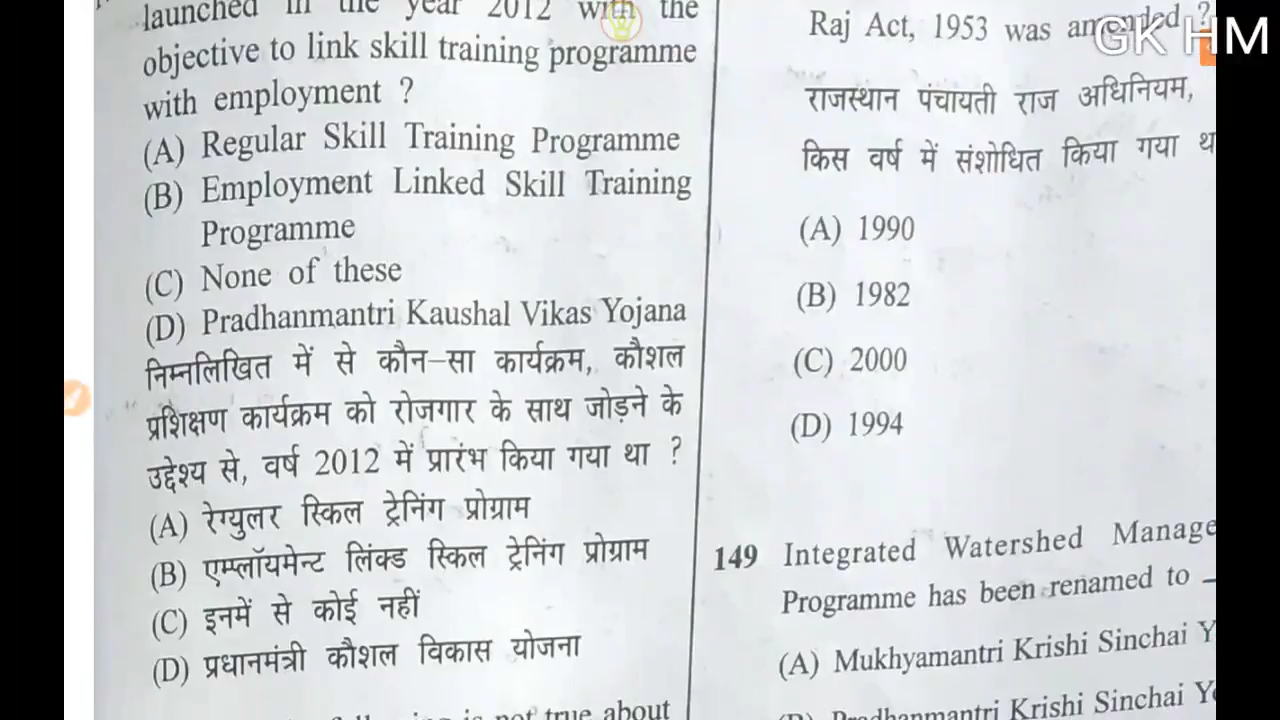 launched in the year 2012 with the
objective to link skill training programme
with employment ?
(A) Regular Skill Training Programme
(B) Employment Linked Skill Training
Programme
(C) None of these
(D) Pradhanmantri Kaushal Vikas Yojana
निम्नलिखित में से कौन-सा कार्यक्रम, कौशल
प्रशिक्षण कार्यक्रम को रोजगार के साथ जोड़ने के
उद्देश्य से, वर्ष 2012 में प्रारंभ किया गया था ?
(A) रेग्युलर स्किल ट्रेनिंग प्रोग्राम
(B) एम्प्लॉयमेन्ट लिंक्ड स्किल ट्रेनिंग प्रोग्राम
(C) इनमें से कोई नहीं
(D) प्रधानमंत्री कौशल विकास योजना
is not true about
Raj Act, 1953 was amended ?
राजस्थान पंचायती राज अधिनियम,
किस वर्ष में संशोधित किया गया
(A) 1990
(B) 1982
(C) 2000
(D) 1994
149 Integrated Watershed
Programme has been renamed to
(A) Mukhyamantri Krishi Sinchai
Pradhanmantri Krishi Sinchai
GK HM